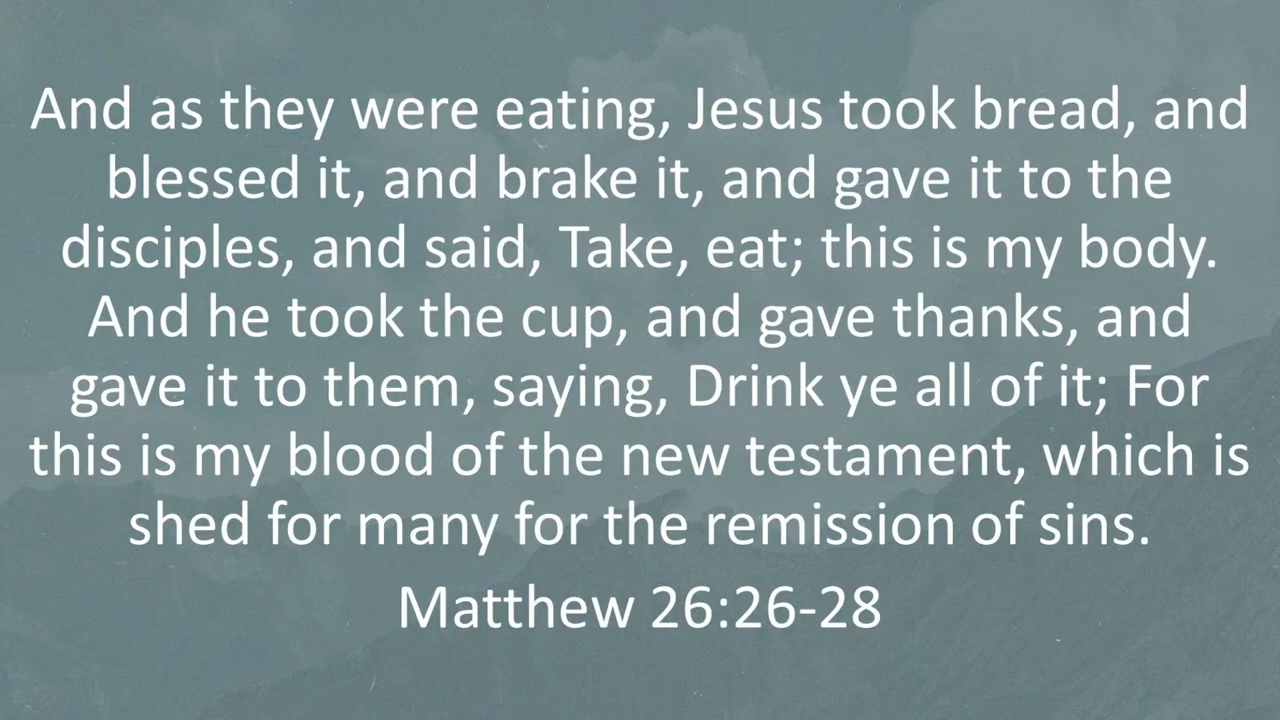 And as they were eating, Jesus took bread, and
blessed it, and brake it, and gave it to the
disciples, and said, Take, eat; this is my body.
And he took the cup, and gave thanks, and
gave it to them, saying, Drink ye all of it; For
this is my blood of the new testament, which is
shed for many for the remission of sins.
Matthew 26:26-28